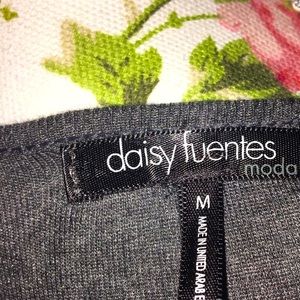 daisy fuentes
moda
M
MADE IN UNITED ARAB